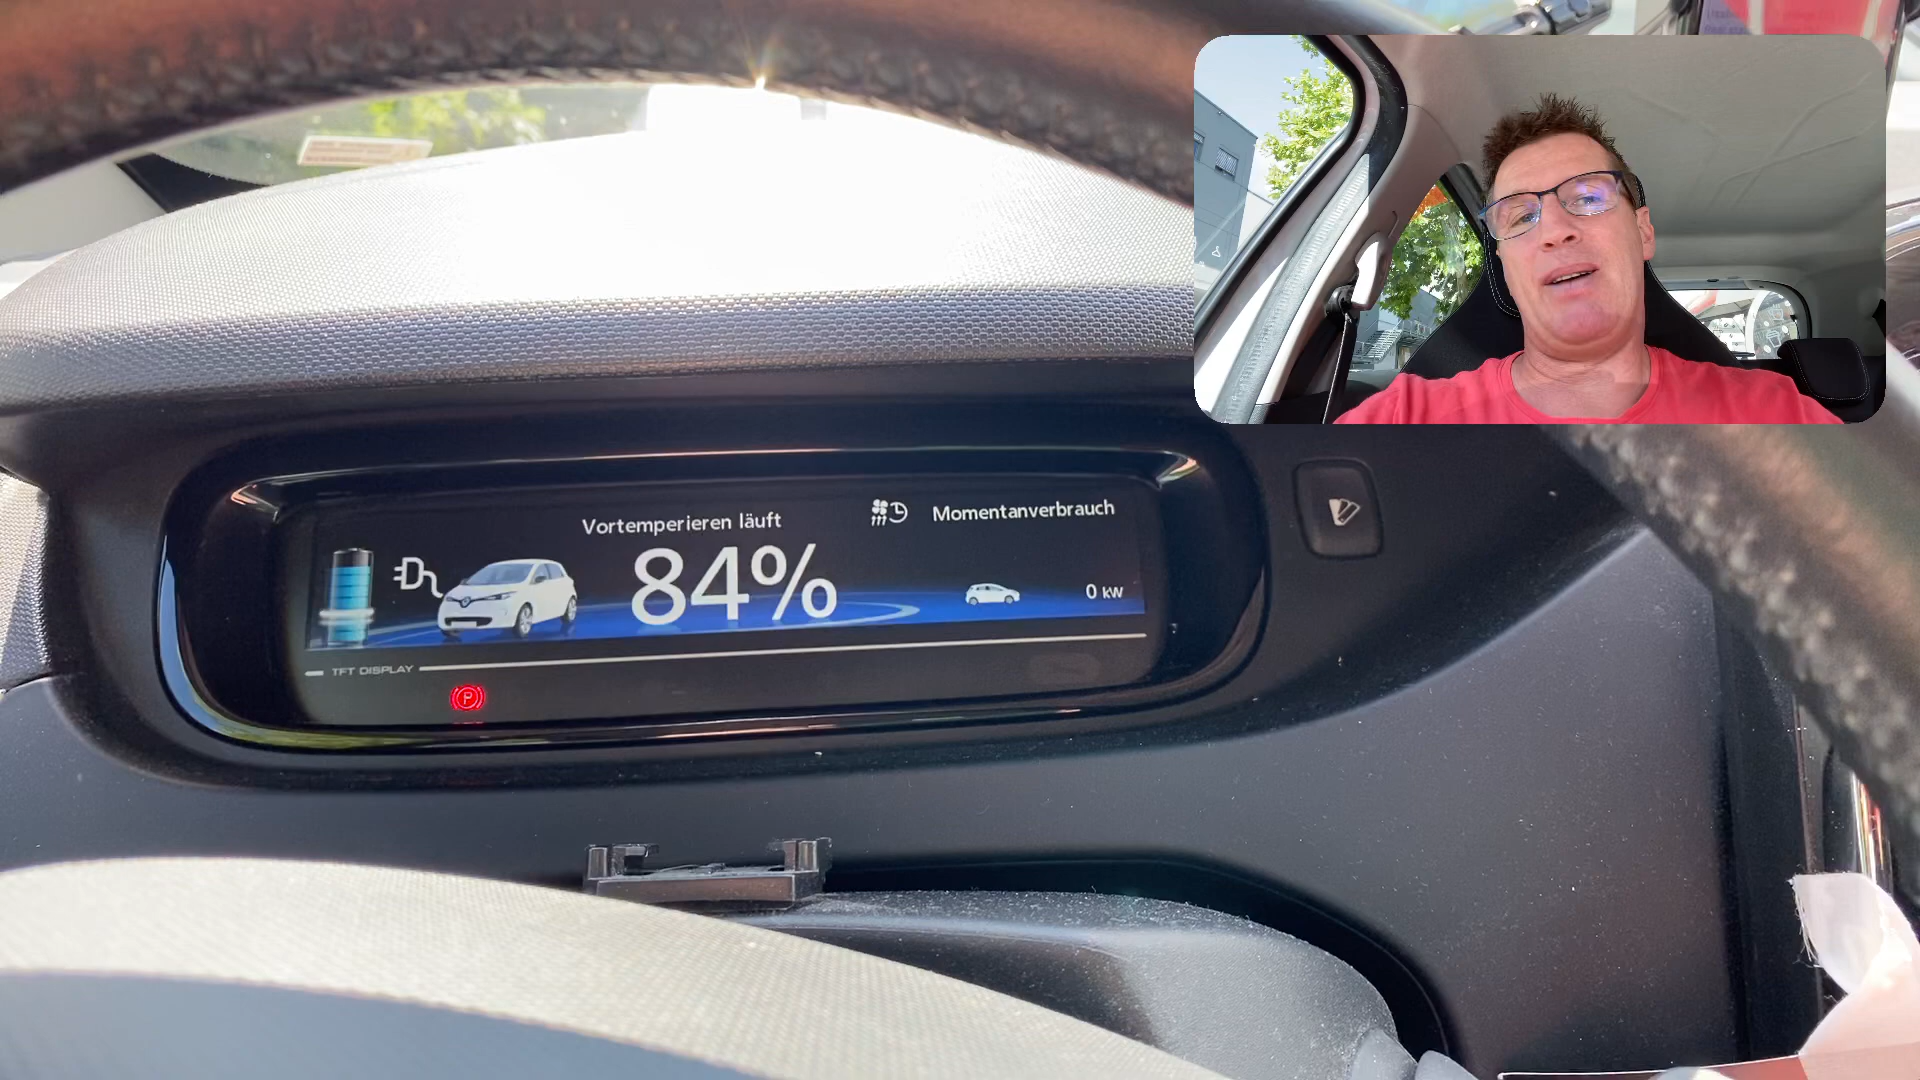 Vortemperieren läuft
Momentanverbrauch
84%
0 kW
TFT DISPLAY
P